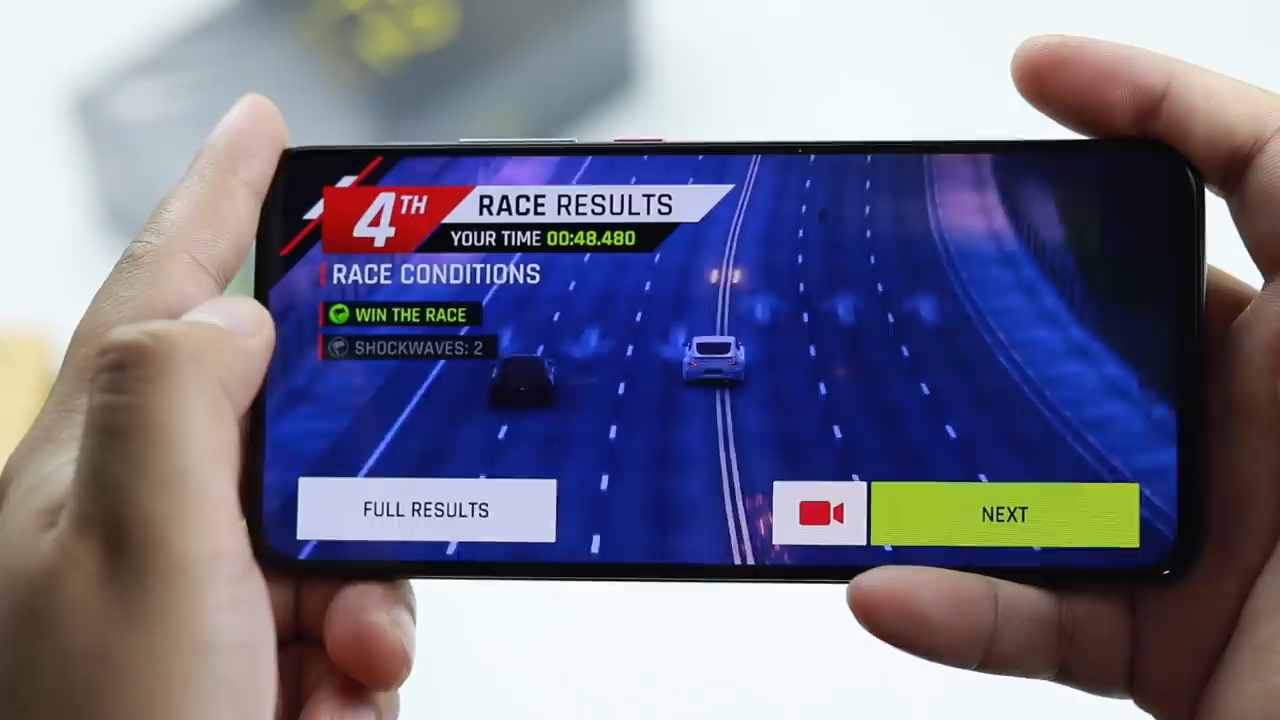 4TH
RACE RESULTS
YOUR TIME 00:48.480
RACE CONDITIONS
WIN THE RACE
SHOCKWAVES: 2
FULL RESULTS
NEXT